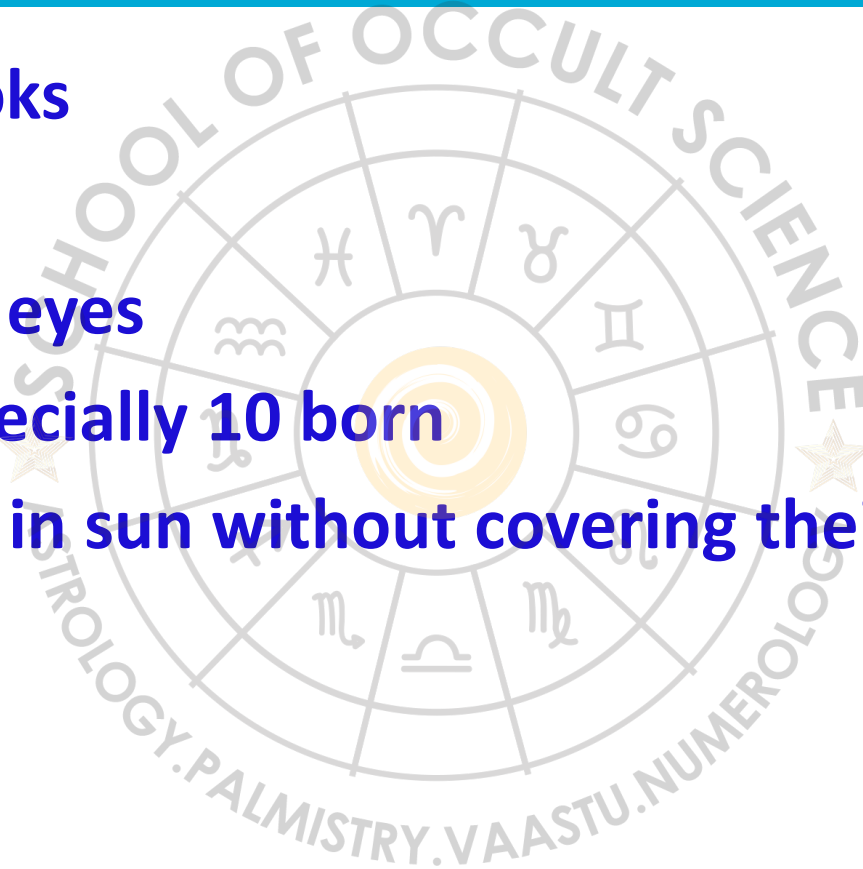 oks
eyes
ecially 10 born
in sun without covering the
SCHOOL OF OCCULT SCIENCE
ASTROLOGY.PALMISTRY.VAASTU.NUMEROLOGY